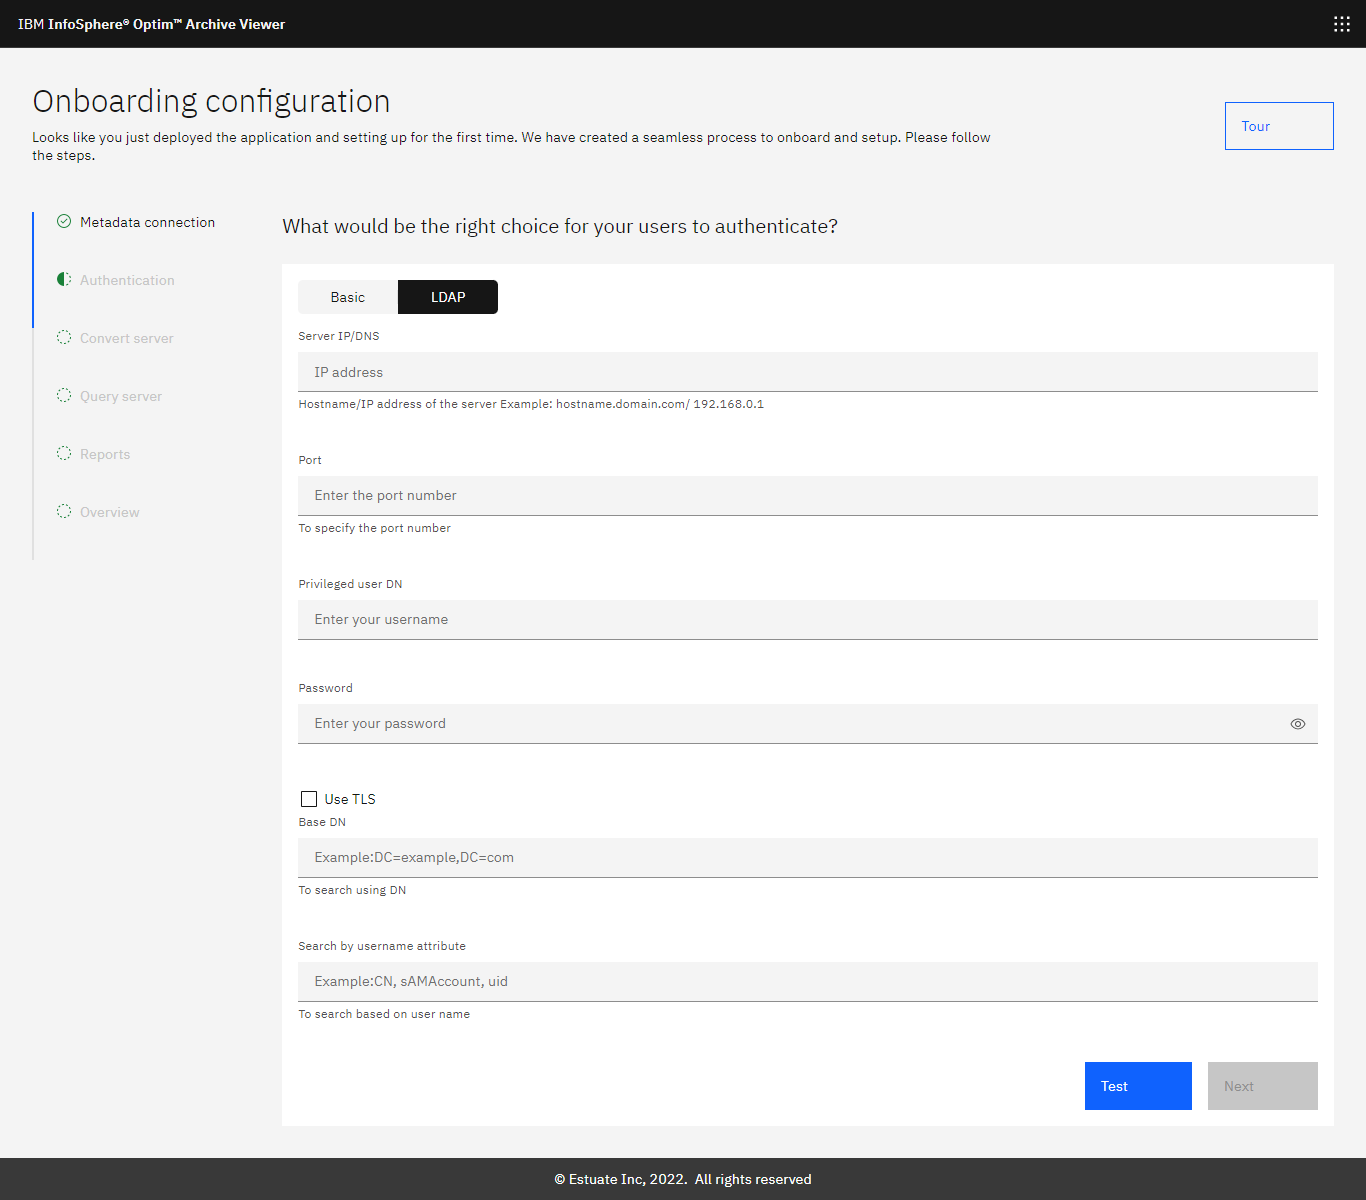 IBM InfoSphere® Optim™ Archive Viewer
Onboarding configuration
Looks like you just deployed the application and setting up for the first time. We have created a seamless process to onboard and setup. Please follow
the steps.
Tour
Metadata connection
Authentication
Convert server
Query server
Reports
Overview
What would be the right choice for your users to authenticate?
Basic
LDAP
Server IP/DNS
IP address
Hostname/IP address of the server Example: hostname.domain.com/ 192.168.0.1
Port
Enter the port number
To specify the port number
Privileged user DN
Enter your username
Password
Enter your password
Use TLS
Base DN
Example:DC=example,DC=com
To search using DN
Search by username attribute
Example:CN, sAMAccount, uid
To search based on user name
Test
Next
© Estuate Inc, 2022.  All rights reserved